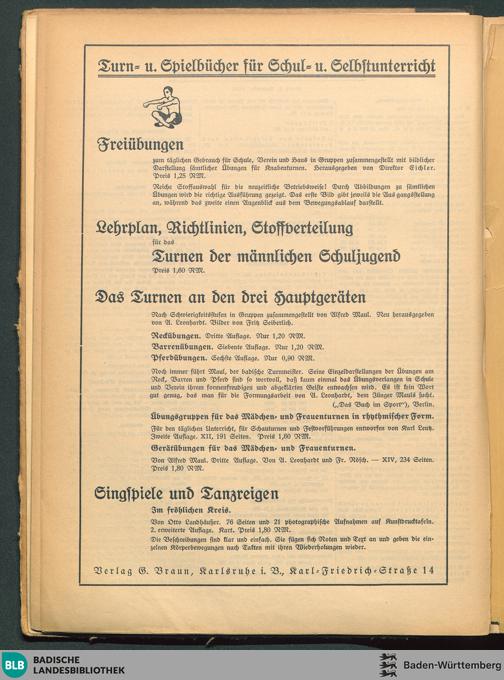 Turn- u. Spielbücher für Schul- u. Selbstunterricht
Freiübungen
zum täglichen Gebrauch für Schule, Verein und Haus in Gruppen zusammengestellt mit bildlicher
Darstellung sämtlicher Übungen für Knabenturnen. Herausgegeben von Direktor Eichler.
Preis 1,25 RM.
Reiche Stoffauswahl für die neuzeitliche Betriebsweise! Durch Abbildungen zu sämtlichen
Übungen wird die richtige Ausführung gezeigt. Das erste Bild gibt jeweils die Ausgangsstellung
an, während das zweite einen Augenblick aus dem Bewegungsablauf darstellt.
Lehrplan, Richtlinien, Stoffverteilung
für das
Turnen der männlichen Schuljugend
Preis 1,60 RM.
Das Turnen an den drei Hauptgeräten
Nach Schwierigkeitsstufen in Gruppen zusammengestellt von Alfred Maul. Neu herausgegeben
von A. Leonhardt. Bilder von Fritz Seiberlich.
Reckübungen. Dritte Auflage. Nur 1,20 RM.
Barrenübungen. Siebente Auflage. Nur 1,20 RM.
Pferdübungen. Sechste Auflage. Nur 0,90 RM.
Noch immer führt Maul, der badische Turnmeister. Seine Einzeldarstellungen der Übungen am
Reck, Barren und Pferd sind so wertvoll, daß kaum einmal das Übungsverlangen in Schule
und Verein ihrem formenfreudigen und abgeklärten Geiste entwachsen wird. Es ist kein Wort
gut genug, das man für die Formungsarbeit von A. Leonhardt, dem Jünger Mauls sucht.
(„Das Buch im Sport"), Berlin.
Übungsgruppen für das Mädchen- und Frauenturnen in rhythmischer Form.
Für den täglichen Unterricht, für Schauturnen und Festvorführungen entworfen von Karl Leutz.
Zweite Auflage. XII, 191 Seiten. Preis 1,80 RM.
Gerätübungen für das Mädchen- und Frauenturnen.
Von Alfred Maul. Dritte Auflage. Von A. Leonhardt und Fr. Rösch. — XIV, 234 Seiten.
Preis 1,80 RM.
Singspiele und Tanzreigen
Im fröhlichen Kreis.
Von Otto Landhäußer. 76 Seiten und 21 photographische Aufnahmen auf Kunstdrucktafeln.
2. erweiterte Auflage. Kart. Preis 1,80 RM.
Die Beschreibungen sind klar und einfach. Sie fügen sich Noten und Text an und geben die ein-
zelnen Körperbewegungen nach Takten mit ihren Wiederholungen wieder.
Verlag G. Braun, Karlsruhe i. B., Karl-Friedrich-Straße 14
BLB BADISCHE
LANDESBIBLIOTHEK
Baden-Württemberg